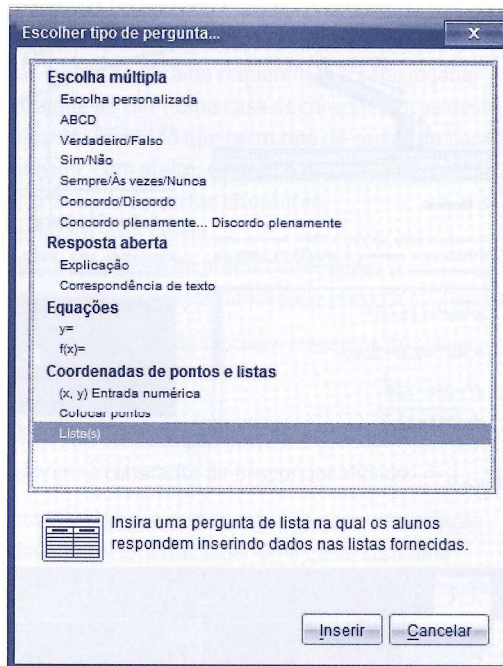 Escolher tipo de pergunta...
x
Escolha múltipla
Escolha personalizada
ABCD
Verdadeiro/Falso
Sim/Não
Sempre/Às vezes/Nunca
Concordo/Discordo
Concordo plenamente... Discordo plenamente
Resposta aberta
Explicação
Correspondência de texto
Equações
y=
f(x)=
Coordenadas de pontos e listas
(x, y) Entrada numérica
Colocar pontos
Lista(s)
Insira uma pergunta de lista na qual os alunos
respondem inserindo dados nas listas fornecidas.
Inserir
Cancelar